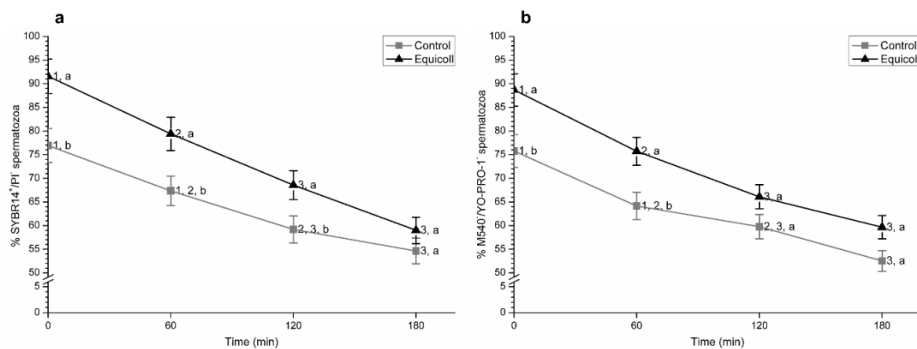 a
Control
Equicoll
% SYBR14⁺/PI⁻ spermatozoa
100
95
90
85
80
75
70
65
60
55
50
5
0
1, a
1, b
2, a
1, 2, b
3, a
2, 3, b
3, a
3, a
0
60
120
180
Time (min)
b
Control
Equicoll
% M540⁻/YO-PRO-1⁻ spermatozoa
100
95
90
85
80
75
70
65
60
55
50
5
0
1, a
1, b
2, a
1, 2, b
3, a
2, 3, a
3, a
3, a
0
60
120
180
Time (min)